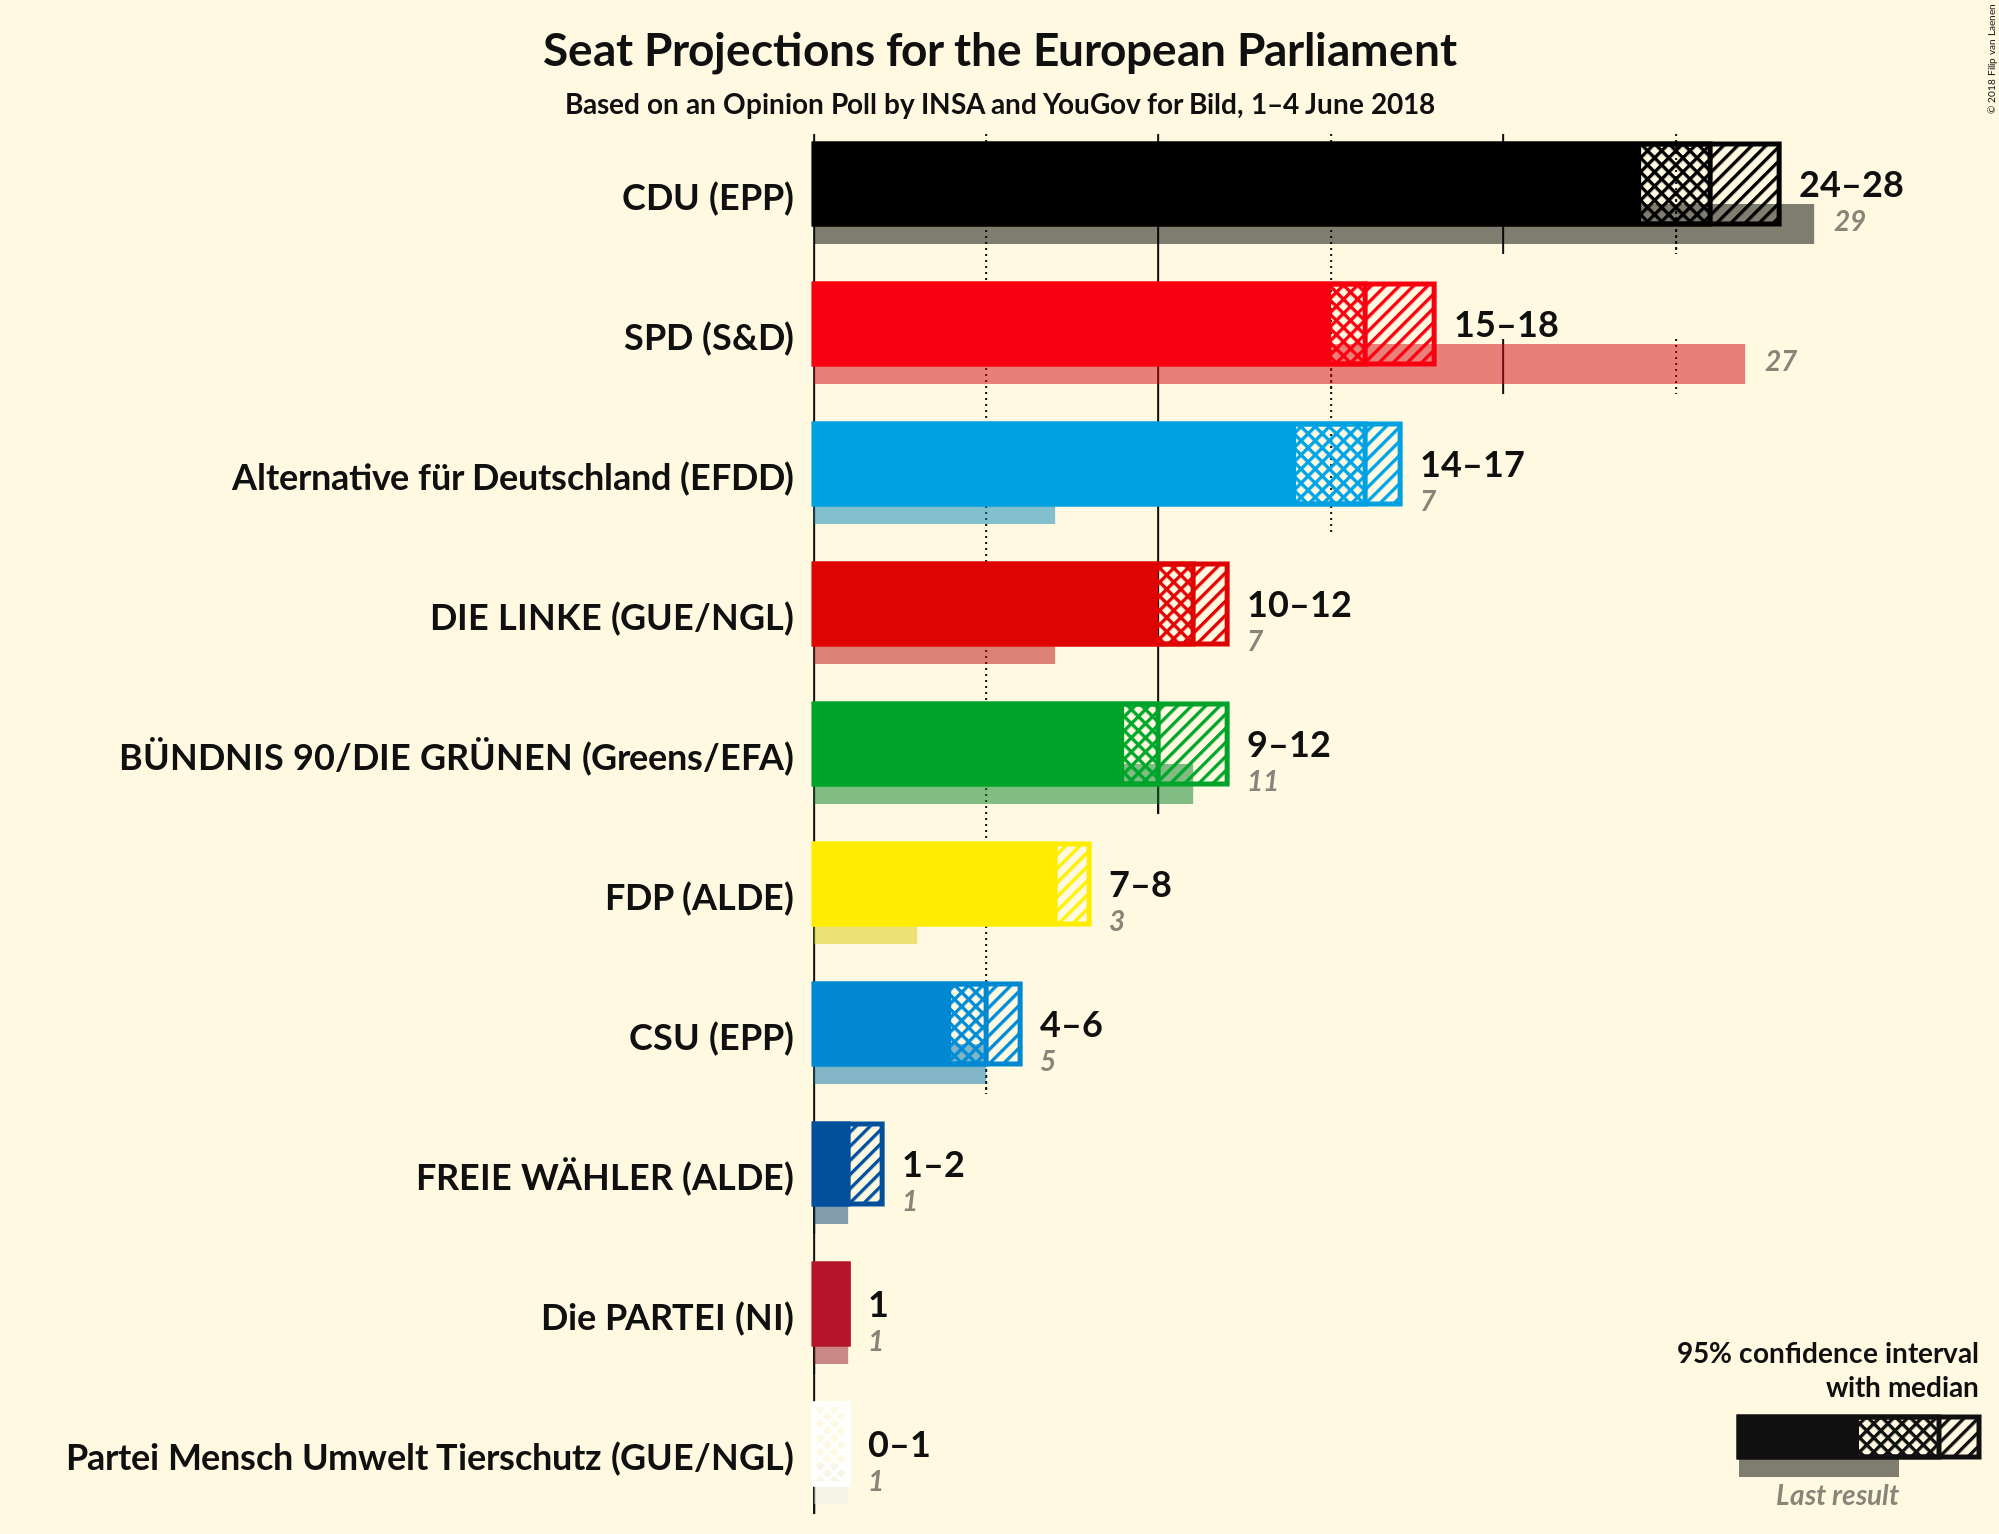 Seat Projections for the European Parliament
Based on an Opinion Poll by INSA and YouGov for Bild, 1–4 June 2018
© 2018 Filip van Laenen
CDU (EPP)
24–28
29
SPD (S&D)
15–18
27
Alternative für Deutschland (EFDD)
14–17
7
DIE LINKE (GUE/NGL)
10–12
7
BÜNDNIS 90/DIE GRÜNEN (Greens/EFA)
9–12
11
FDP (ALDE)
7–8
3
CSU (EPP)
4–6
5
FREIE WÄHLER (ALDE)
1–2
1
Die PARTEI (NI)
1
1
Partei Mensch Umwelt Tierschutz (GUE/NGL)
0–1
1
95% confidence interval
with median
Last result